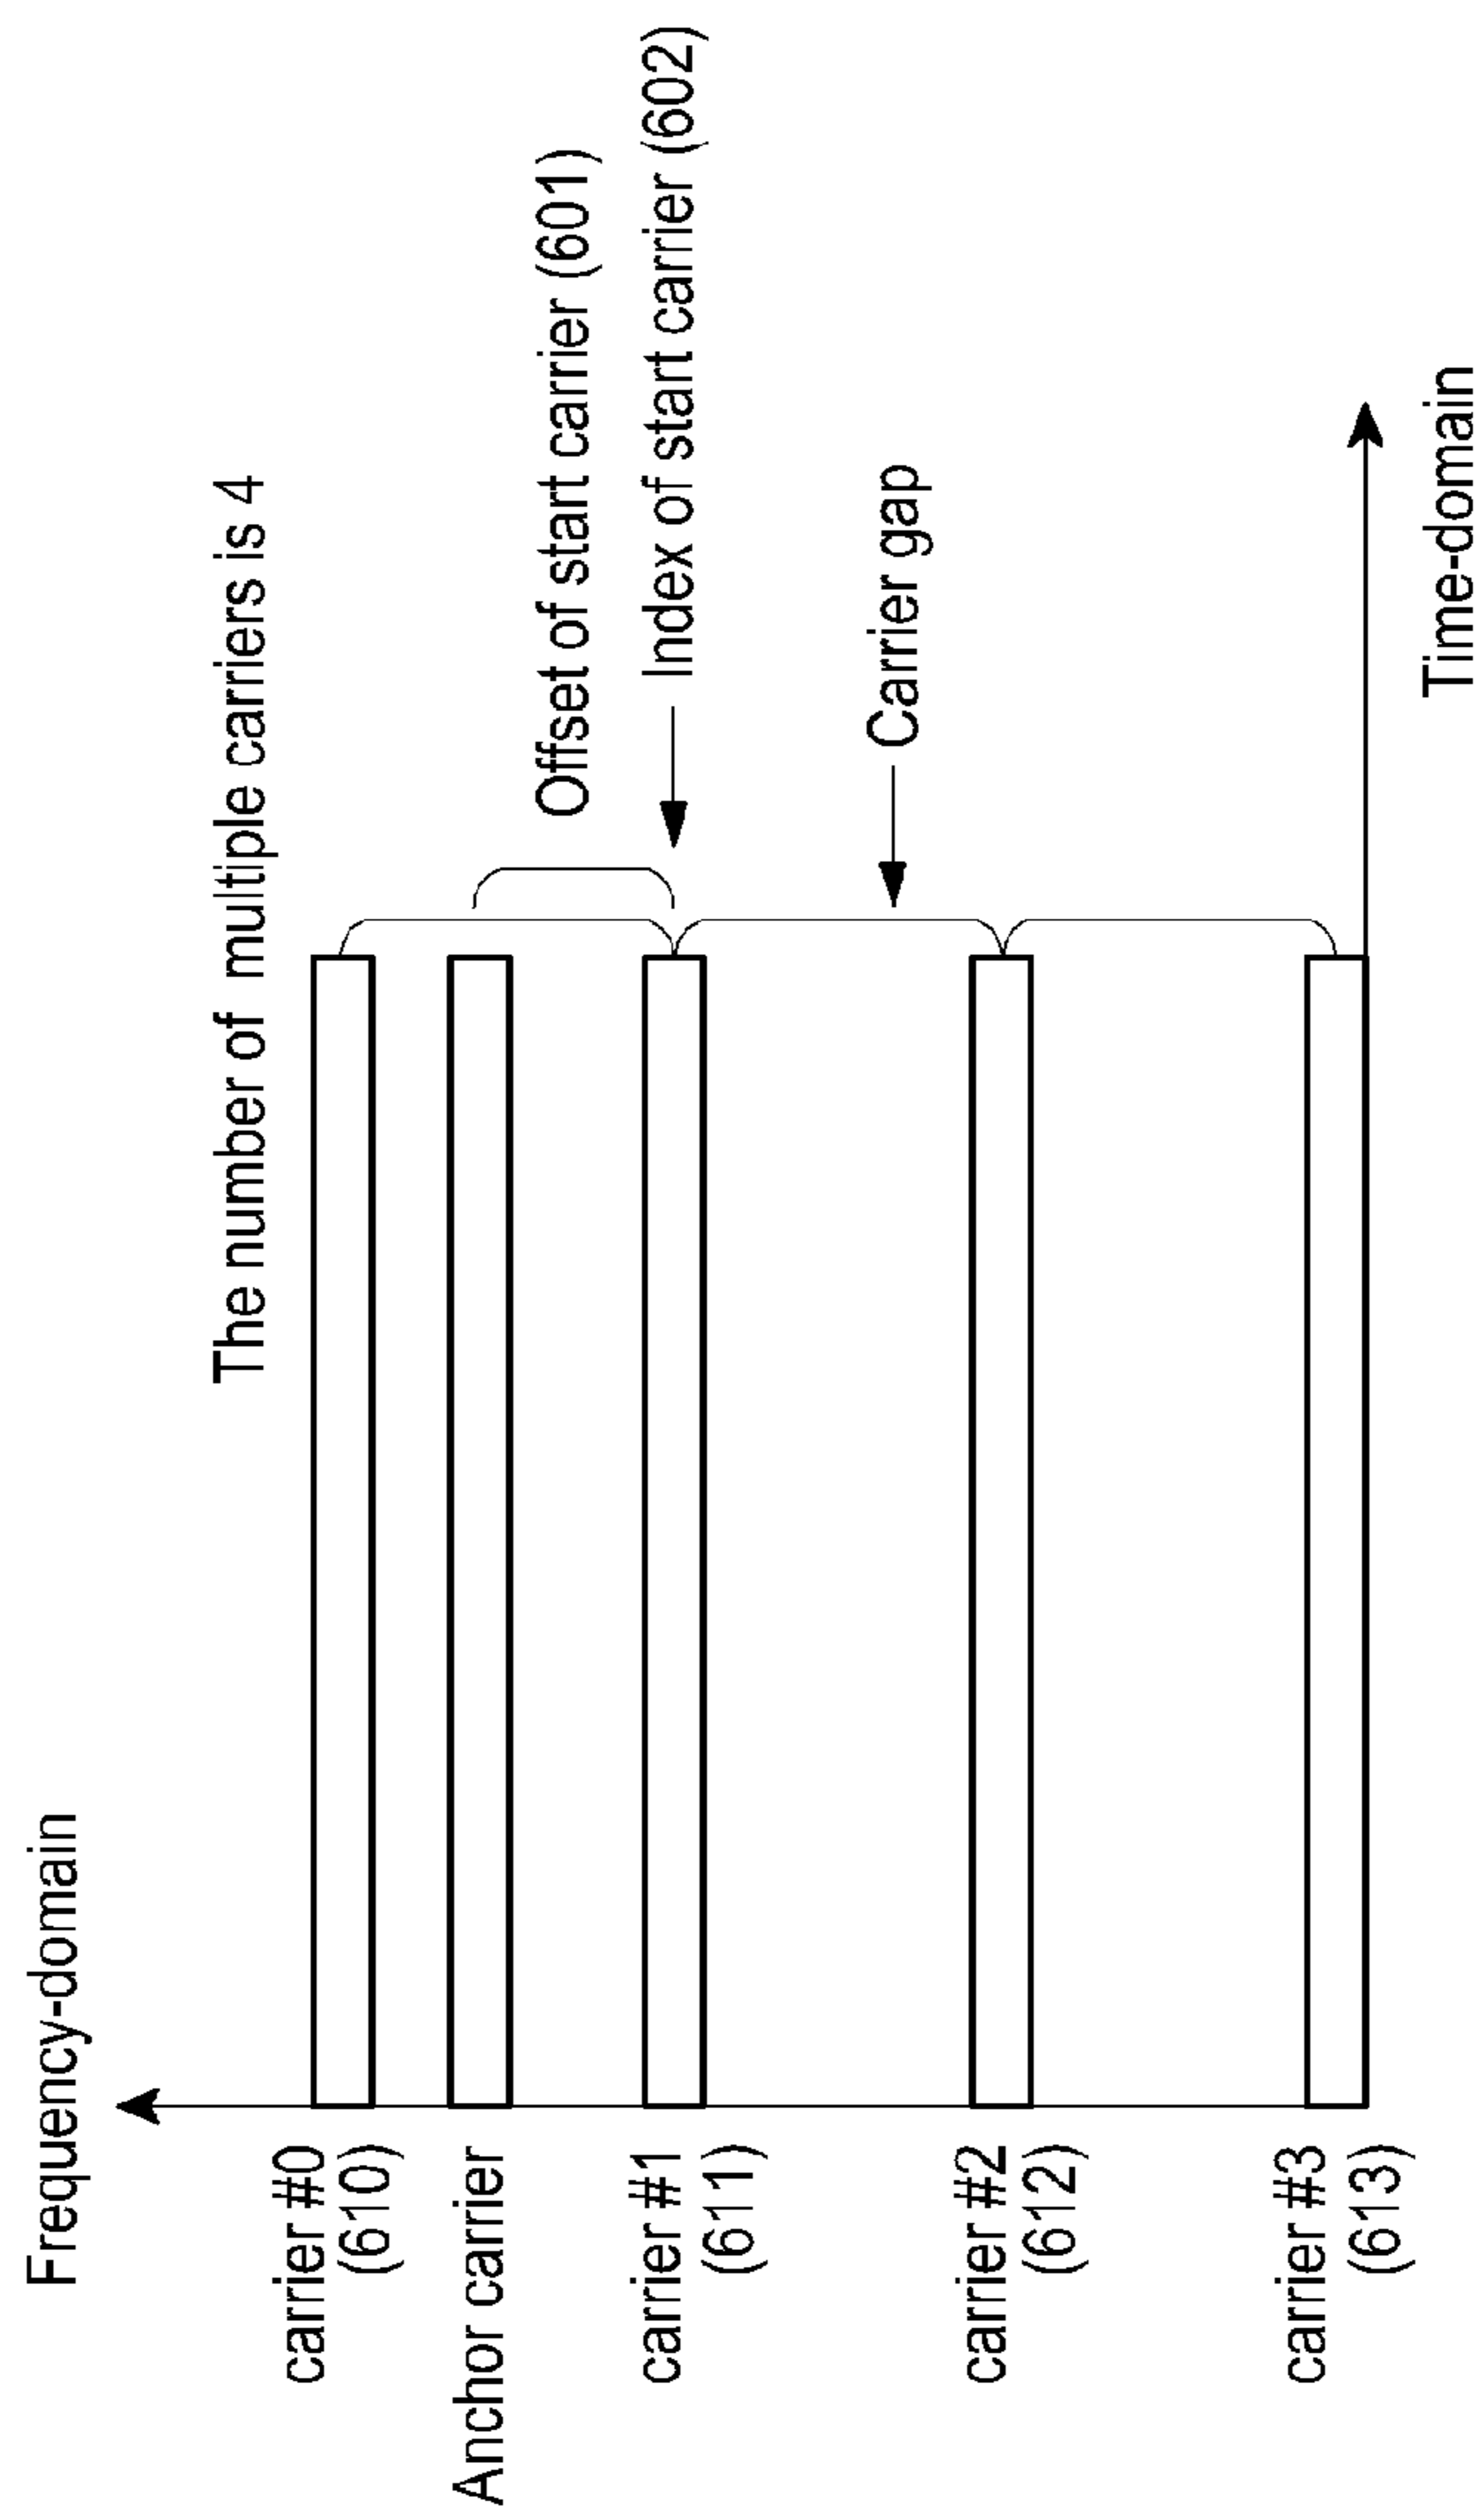 Frequency-domain
The number of multiple carriers is 4
carrier #0
(610)
Anchor carrier
Offset of start carrier (601)
carrier #1
(611)
Index of start carrier (602)
Carrier gap
carrier #2
(612)
carrier #3
(613)
Time-domain